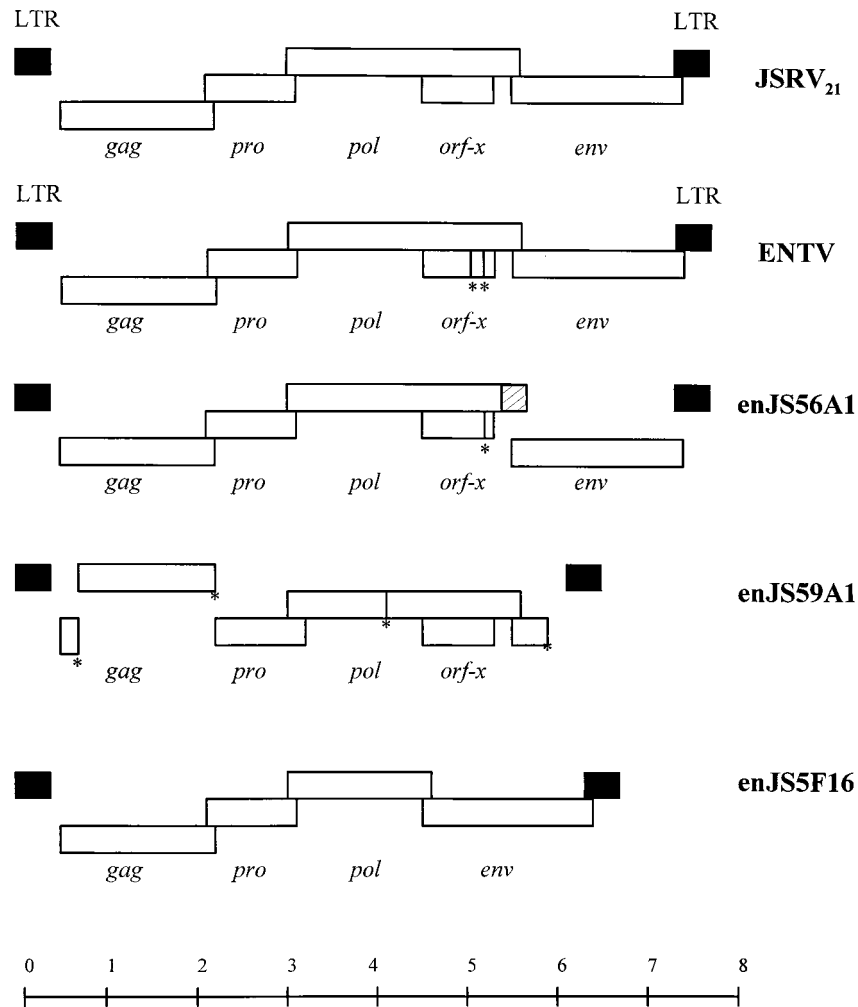 LTR LTR
JSRV21
gag pro pol orf-x env
LTR LTR
ENTV
**
gag pro pol orf-x env
enJS56A1
*
gag pro pol orf-x env
enJS59A1
* * * *
gag pro pol orf-x
enJS5F16
gag pro pol env
0 1 2 3 4 5 6 7 8